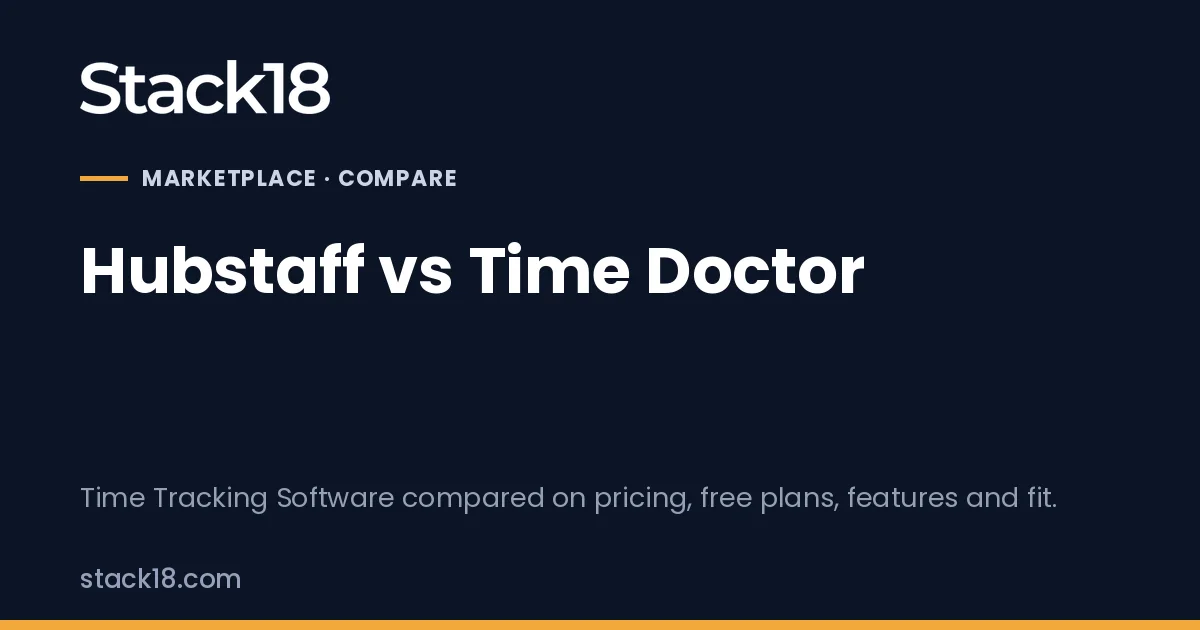 Stack18
MARKETPLACE · COMPARE
Hubstaff vs Time Doctor
Time Tracking Software compared on pricing, free plans, features and fit.
stack18.com